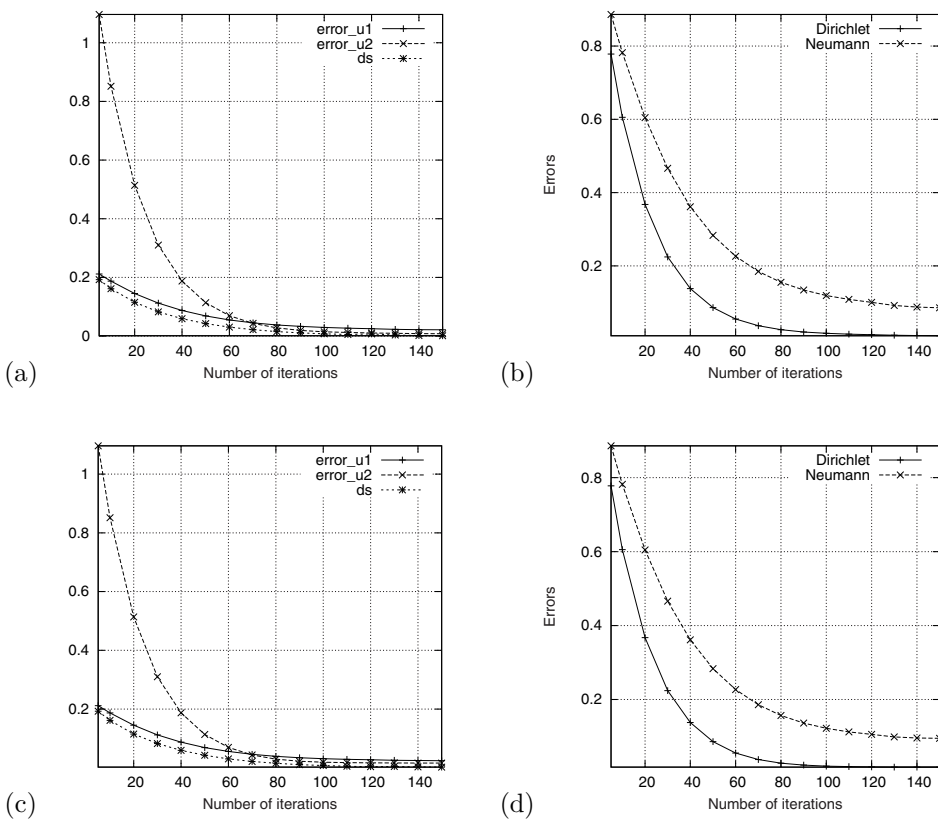 error_u1
error_u2
ds
1
0.8
0.6
0.4
0.2
0
20 40 60 80 100 120 140
Number of iterations
(a)
Dirichlet
Neumann
0.8
0.6
0.4
0.2
Errors
20 40 60 80 100 120 140
Number of iterations
(b)
error_u1
error_u2
ds
1
0.8
0.6
0.4
0.2
20 40 60 80 100 120 140
Number of iterations
(c)
Dirichlet
Neumann
0.8
0.6
0.4
0.2
Errors
20 40 60 80 100 120 140
Number of iterations
(d)